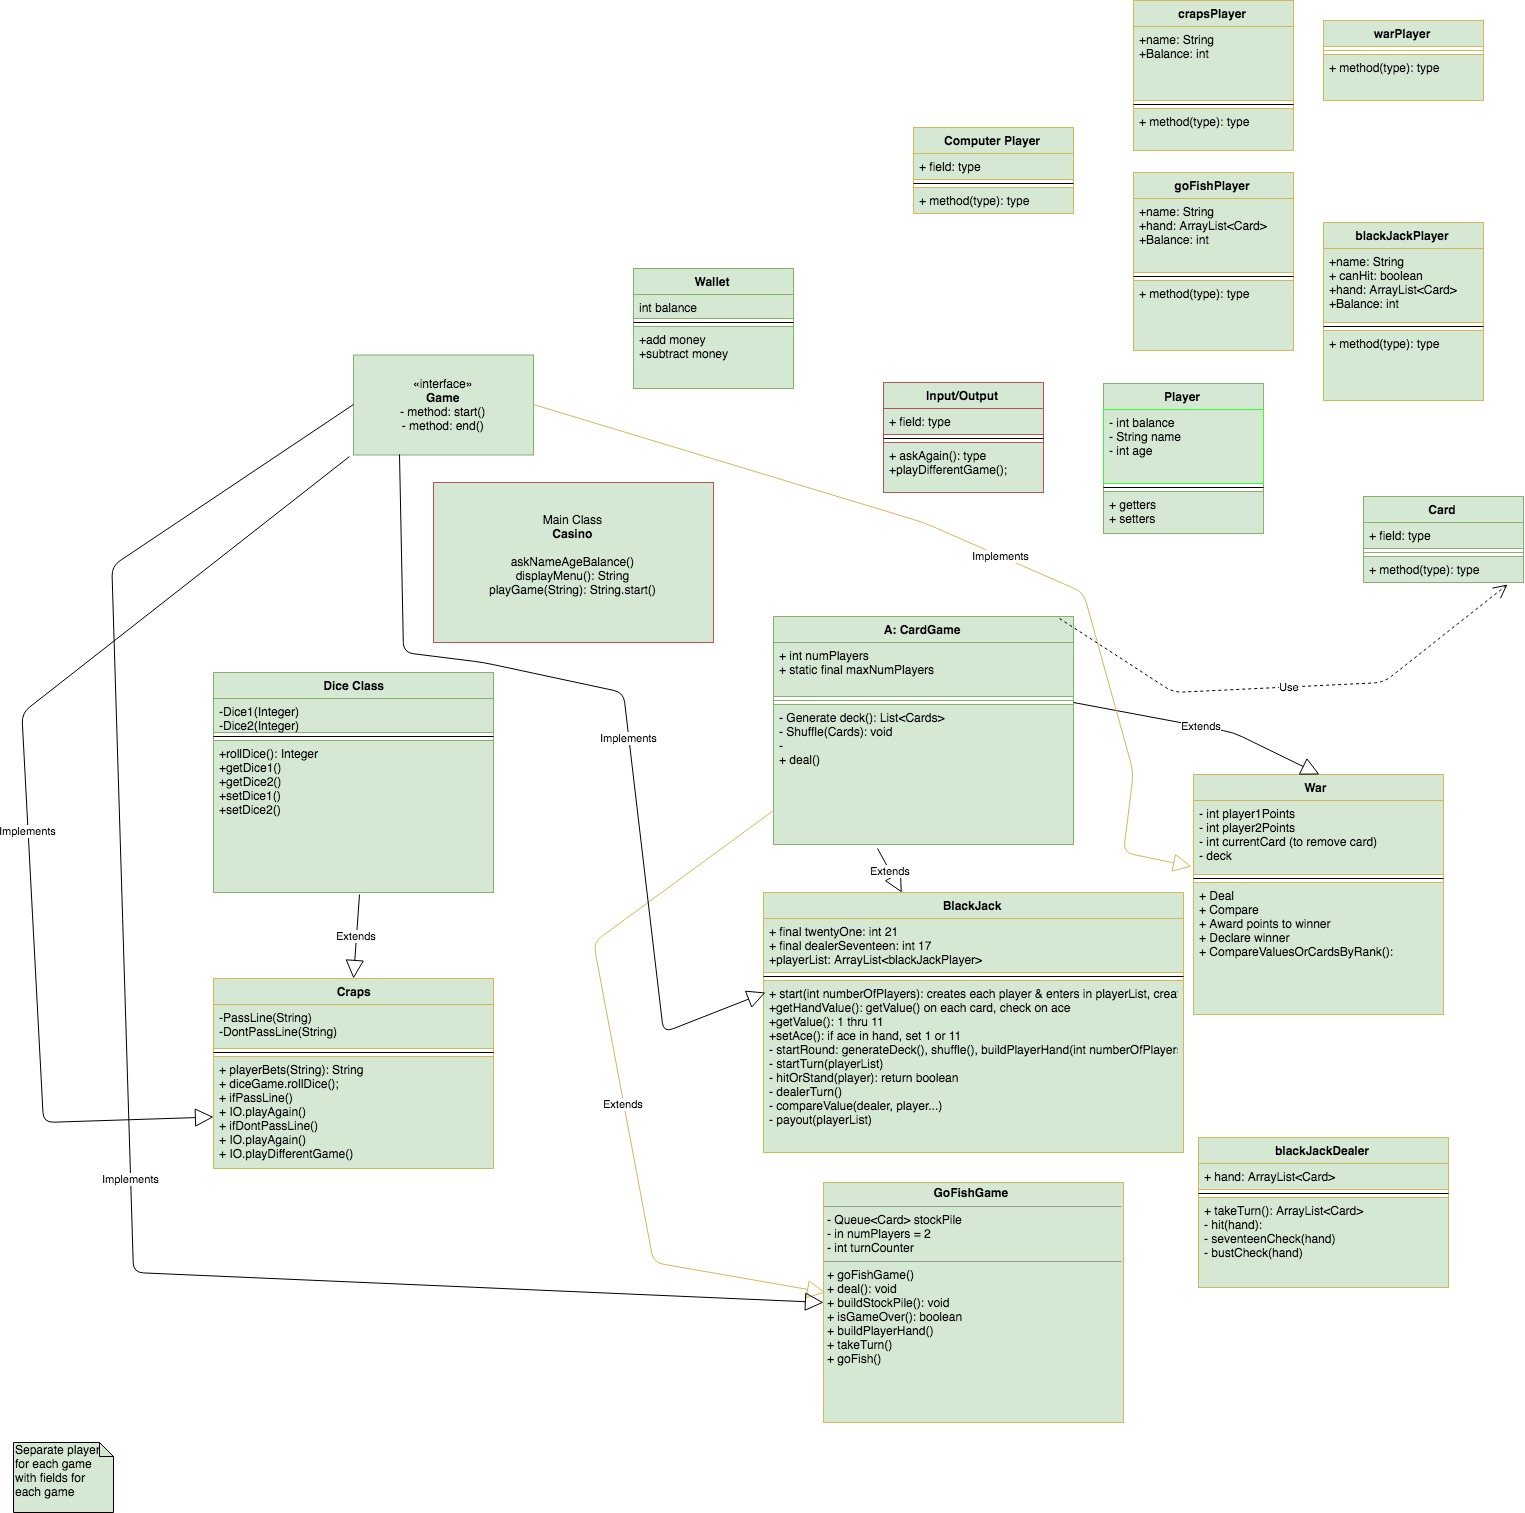 crapsPlayer
+name: String
+Balance: int
+ method(type): type
warPlayer
+ method(type): type
Computer Player
+ field: type
+ method(type): type
goFishPlayer
+name: String
+hand: ArrayList<Card>
+Balance: int
+ method(type): type
blackJackPlayer
+name: String
+ canHit: boolean
+hand: ArrayList<Card>
+Balance: int
+ method(type): type
Wallet
int balance
+add money
+subtract money
«interface»
Game
- method: start()
- method: end()
Input/Output
+ field: type
+ askAgain(): type
+playDifferentGame();
Player
- int balance
- String name
- int age
+ getters
+ setters
Card
+ field: type
+ method(type): type
Main Class
Casino
askNameAgeBalance()
displayMenu(): String
playGame(String): String.start()
Implements
A: CardGame
+ int numPlayers
+ static final maxNumPlayers
- Generate deck(): List<Cards>
- Shuffle(Cards): void
-
+ deal()
Use
Extends
Dice Class
-Dice1(Integer)
-Dice2(Integer)
+rollDice(): Integer
+getDice1()
+getDice2()
+setDice1()
+setDice2()
Implements
Implements
War
- int player1Points
- int player2Points
- int currentCard (to remove card)
- deck
+ Deal
+ Compare
+ Award points to winner
+ Declare winner
+ CompareValuesOrCardsByRank():
Extends
Extends
BlackJack
+ final twentyOne: int 21
+ final dealerSeventeen: int 17
+playerList: ArrayList<blackJackPlayer>
+ start(int numberOfPlayers): creates each player & enters in playerList, crea
+getHandValue(): getValue() on each card, check on ace
+getValue(): 1 thru 11
+setAce(): if ace in hand, set 1 or 11
- startRound: generateDeck(), shuffle(), buildPlayerHand(int numberOfPlayer
- startTurn(playerList)
- hitOrStand(player): return boolean
- dealerTurn()
- compareValue(dealer, player...)
- payout(playerList)
Craps
-PassLine(String)
-DontPassLine(String)
+ playerBets(String): String
+ diceGame.rollDice();
+ ifPassLine()
+ IO.playAgain()
+ ifDontPassLine()
+ IO.playAgain()
+ IO.playDifferentGame()
Extends
Implements
blackJackDealer
+ hand: ArrayList<Card>
+ takeTurn(): ArrayList<Card>
- hit(hand):
- seventeenCheck(hand)
- bustCheck(hand)
GoFishGame
- Queue<Card> stockPile
- in numPlayers = 2
- int turnCounter
+ goFishGame()
+ deal(): void
+ buildStockPile(): void
+ isGameOver(): boolean
+ buildPlayerHand()
+ takeTurn()
+ goFish()
Separate player
for each game
with fields for
each game